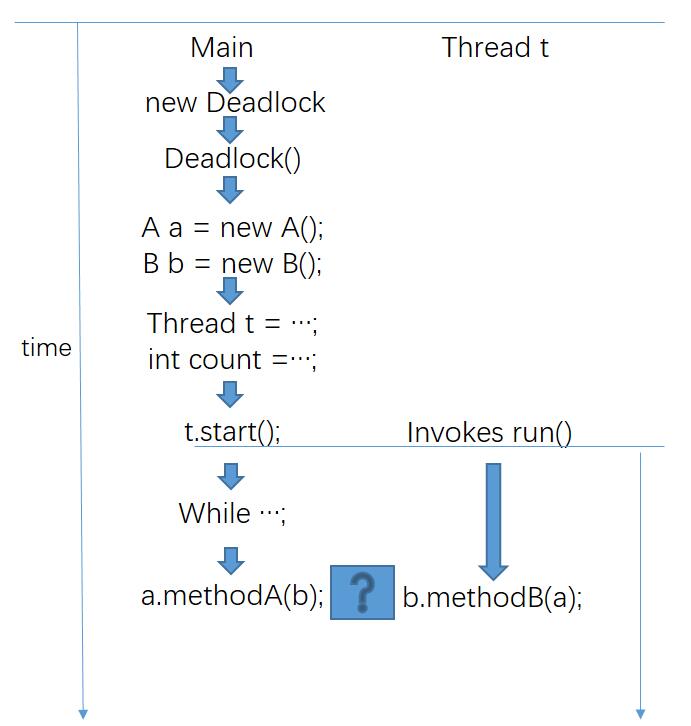 Main Thread t
new Deadlock
Deadlock()
A a = new A();
B b = new B();
Thread t = ···;
int count =···;
time
t.start(); Invokes run()
While ···;
a.methodA(b); ? b.methodB(a);